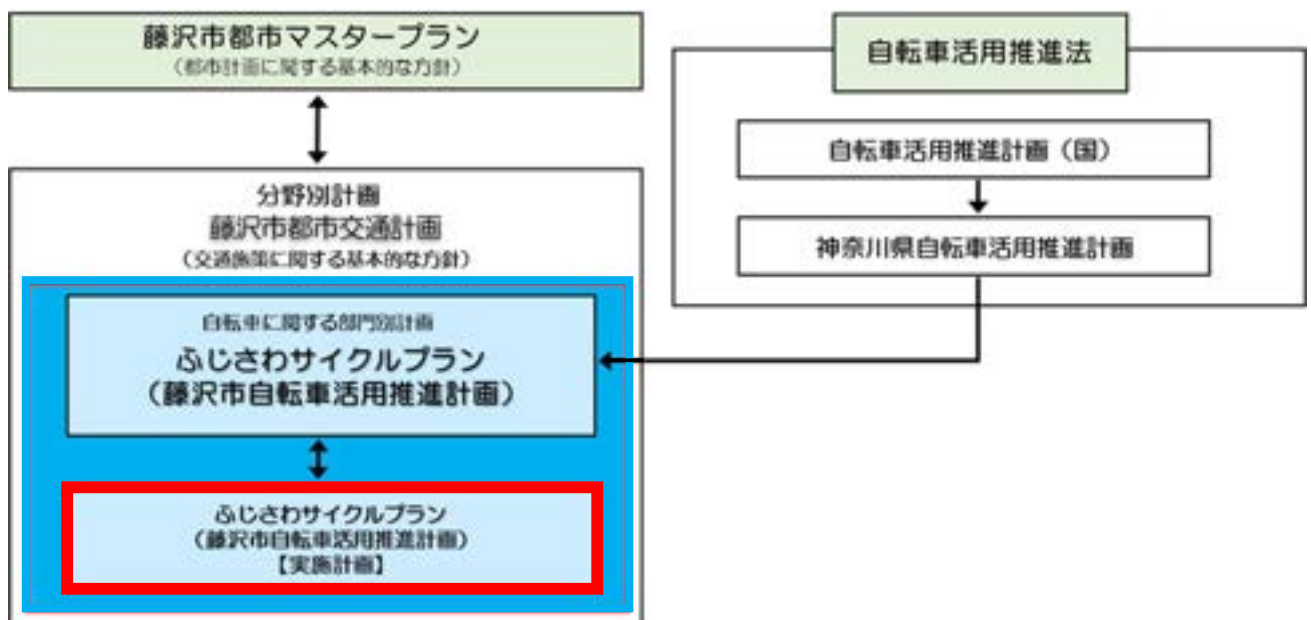 藤沢市都市マスタープラン
(都市計画に関する基本的な方針)
分野別計画
藤沢市都市交通計画
(交通施策に関する基本的な方針)
自転車に関する部門別計画
ふじさわサイクルプラン
(藤沢市自転車活用推進計画)
ふじさわサイクルプラン
(藤沢市自転車活用推進計画)
【実施計画】
自転車活用推進法
自転車活用推進計画(国)
神奈川県自転車活用推進計画